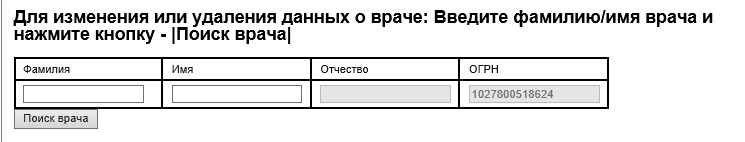 Для изменения или удаления данных о враче: Введите фамилию/имя врача и
нажмите кнопку - |Поиск врача|
Фамилия Имя Отчество ОГРН
1027800518624
Поиск врача